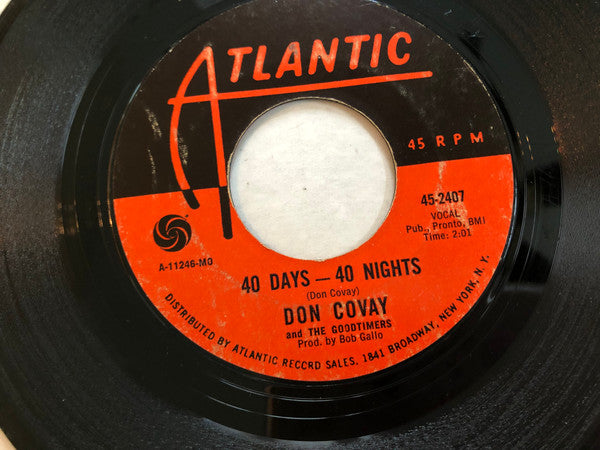 ATLANTIC
45 RPM
45-2407
VOCAL
Pub., Pronto, BMI
Time: 2:01
A-11246-MO
40 DAYS — 40 NIGHTS
(Don Covay)
DON COVAY
and THE GOODTIMERS
Prod. by Bob Gallo
DISTRIBUTED BY ATLANTIC RECORD SALES, 1841 BROADWAY, NEW YORK, N.Y.